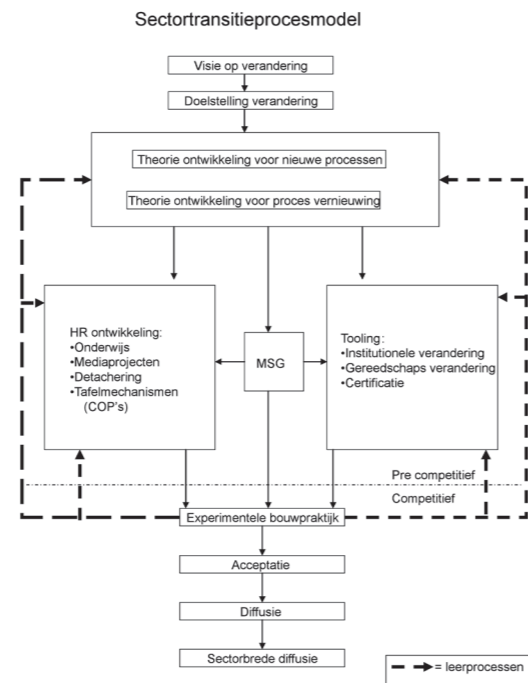 Sectortransitieprocesmodel
Visie op verandering
Doelstelling verandering
Theorie ontwikkeling voor nieuwe processen
Theorie ontwikkeling voor proces vernieuwing
HR ontwikkeling:
•Onderwijs
•Mediaprojecten
•Detachering
•Tafelmechanismen
(COP's)
MSG
Tooling:
•Institutionele verandering
•Gereedschaps verandering
•Certificatie
Pre competitief
Competitief
Experimentele bouwpraktijk
Acceptatie
Diffusie
Sectorbrede diffusie
= leerprocessen